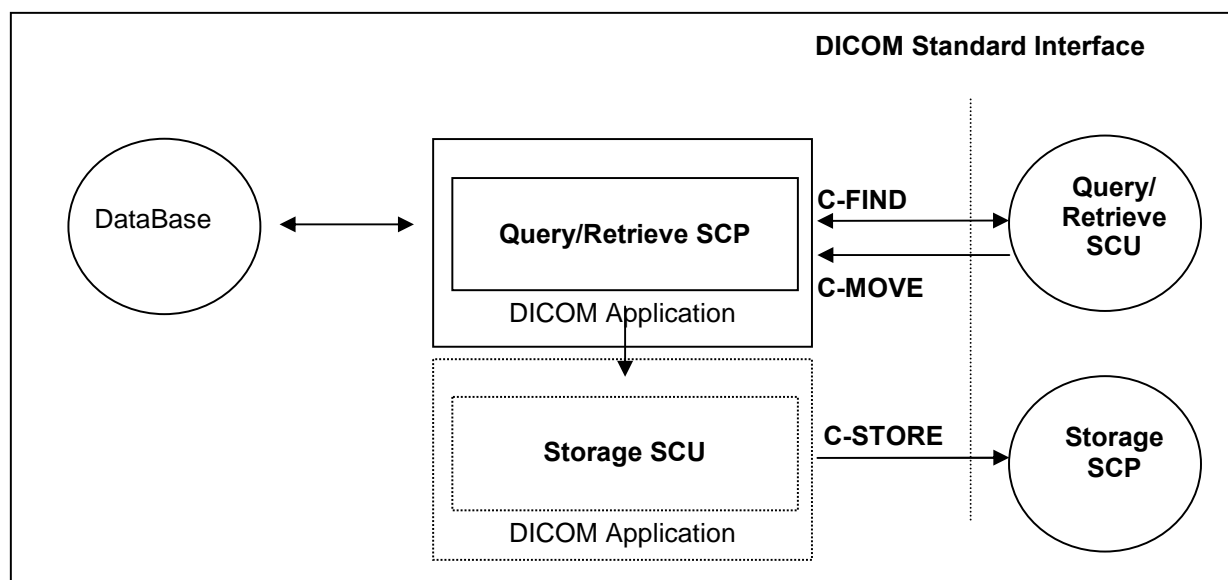 DICOM Standard Interface
DataBase
Query/Retrieve SCP
DICOM Application
C-FIND
C-MOVE
Query/
Retrieve
SCU
Storage SCU
DICOM Application
C-STORE
Storage
SCP